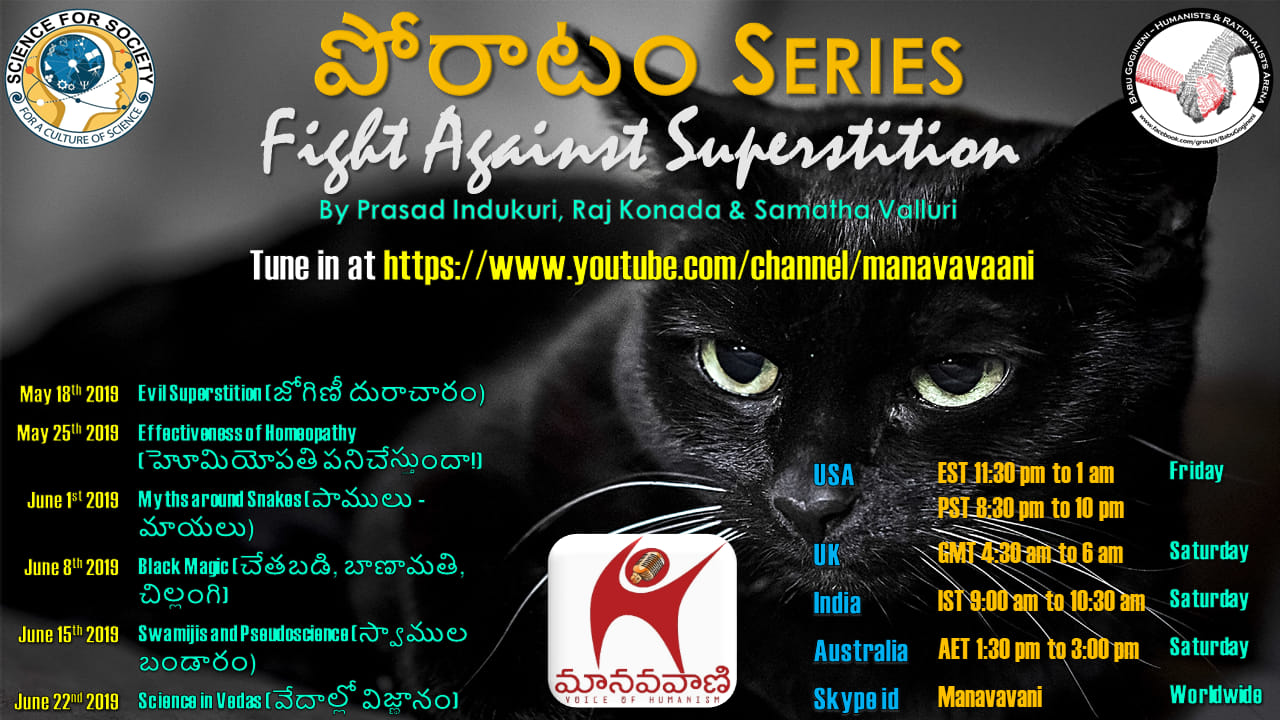 SCIENCE FOR SOCIETY
FOR A CULTURE OF SCIENCE
పోరాటం SERIES
Fight Against Superstition
By Prasad Indukuri, Raj Konada & Samatha Valluri
Tune in at https://www.youtube.com/channel/manavavaani
BABU GOGINENI - HUMANISTS & RATIONALISTS ARENA
www.facebook.com/groups/BabuGogineni
May 18th 2019 Evil Superstition (జోగిణీ దురాచారం)
May 25th 2019 Effectiveness of Homeopathy
(హెూమియోపతి పనిచేస్తుందా!)
June 1st 2019 Myths around Snakes (పాములు -
మాయలు)
June 8th 2019 Black Magic (చేతబడి, బాణామతి,
చిల్లంగి)
June 15th 2019 Swamijis and Pseudoscience (స్వాముల
బండారం)
June 22nd 2019 Science in Vedas (వేదాల్లో విజ్ఞానం)
మానవవాణి
VOICE OF HUMANISM
USA EST 11:30 pm to 1 am Friday
PST 8:30 pm to 10 pm
UK GMT 4:30 am to 6 am Saturday
India IST 9:00 am to 10:30 am Saturday
Australia AET 1:30 pm to 3:00 pm Saturday
Skype id Manavavani Worldwide